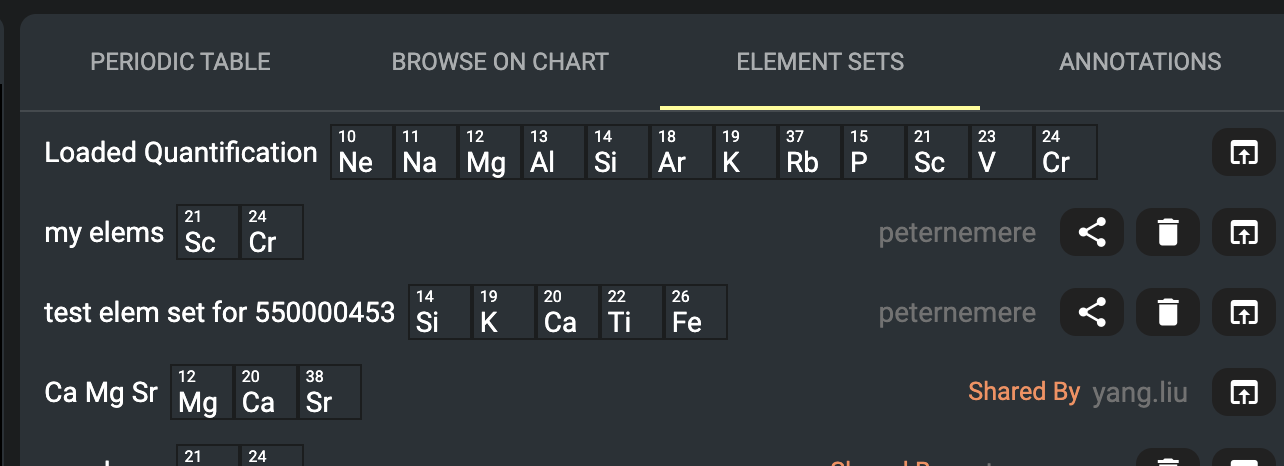 PERIODIC TABLE BROWSE ON CHART ELEMENT SETS ANNOTATIONS
Loaded Quantification 10 Ne 11 Na 12 Mg 13 Al 14 Si 18 Ar 19 K 37 Rb 15 P 21 Sc 23 V 24 Cr
my elems 21 Sc 24 Cr peternemere
test elem set for 550000453 14 Si 19 K 20 Ca 22 Ti 26 Fe peternemere
Ca Mg Sr 12 Mg 20 Ca 38 Sr Shared By yang.liu
21 24